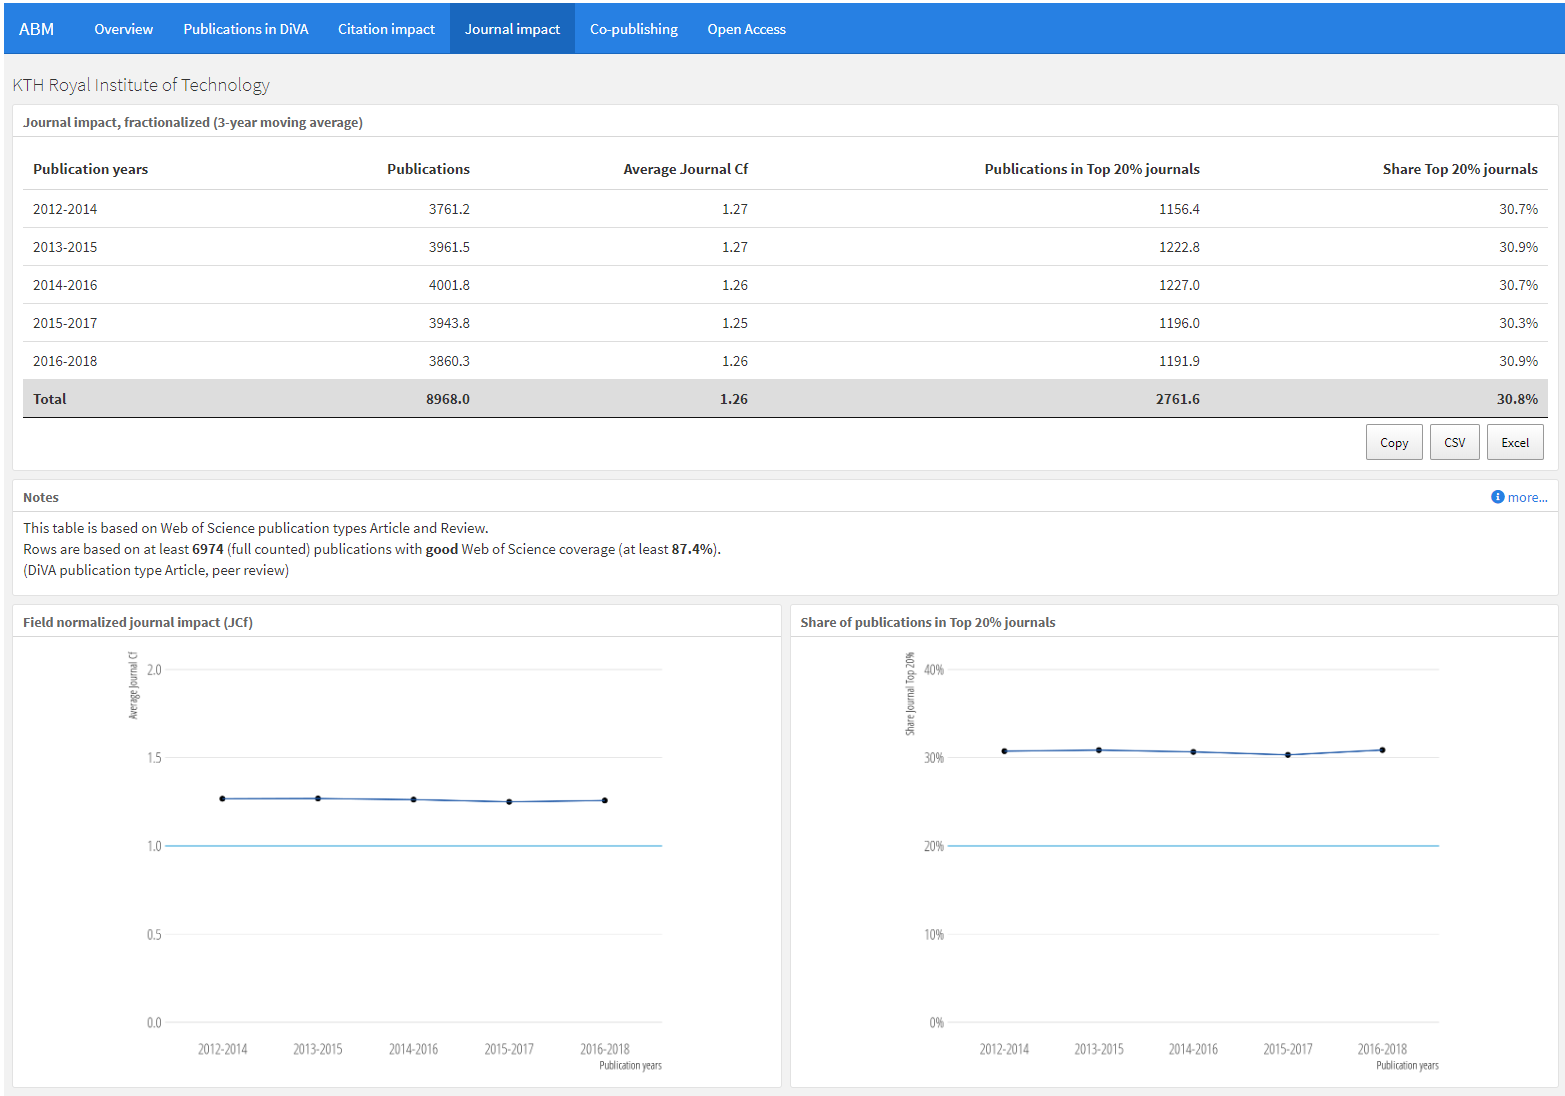 ABM Overview Publications in DiVA Citation impact Journal impact Co-publishing Open Access
KTH Royal Institute of Technology
Journal impact, fractionalized (3-year moving average)
Publication years Publications Average Journal Cf Publications in Top 20% journals Share Top 20% journals
2012-2014 3761.2 1.27 1156.4 30.7%
2013-2015 3961.5 1.27 1222.8 30.9%
2014-2016 4001.8 1.26 1227.0 30.7%
2015-2017 3943.8 1.25 1196.0 30.3%
2016-2018 3860.3 1.26 1191.9 30.9%
Total 8968.0 1.26 2761.6 30.8%
Copy CSV Excel
Notes more...
This table is based on Web of Science publication types Article and Review.
Rows are based on at least 6974 (full counted) publications with good Web of Science coverage (at least 87.4%).
(DiVA publication type Article, peer review)
Field normalized journal impact (JCf)
Average Journal Cf
2.0
1.5
1.0
0.5
0.0
2012-2014 2013-2015 2014-2016 2015-2017 2016-2018
Publication years
Share of publications in Top 20% journals
Share Journal Top 20%
40%
30%
20%
10%
0%
2012-2014 2013-2015 2014-2016 2015-2017 2016-2018
Publication years